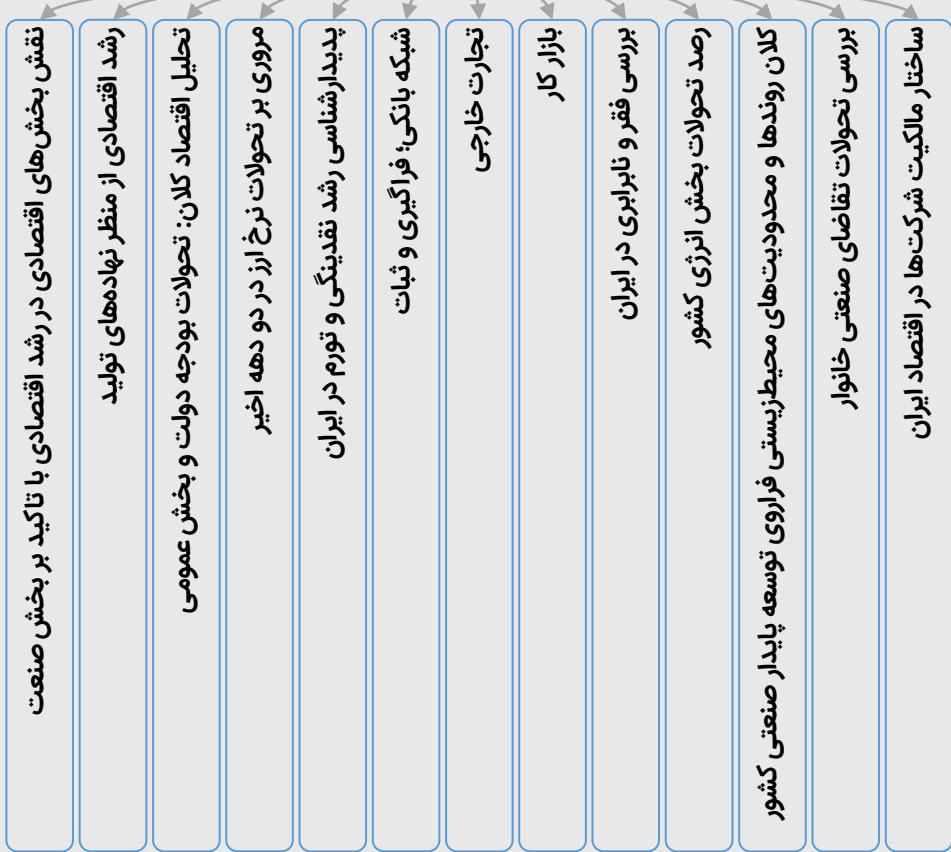 ساختار مالکیت شرکت‌ها در اقتصاد ایران
بررسی تحولات تقاضای صنعتی خانوار
کلان روندها و محدودیت‌های محیط‌زیستی فراروی توسعه پایدار صنعتی کشور
رصد تحولات بخش انرژی کشور
بررسی فقر و نابرابری در ایران
بازار کار
تجارت خارجی
شبکه بانکی؛ فراگیری و ثبات
پدیدارشناسی رشد نقدینگی و تورم در ایران
مروری بر تحولات نرخ ارز در دو دهه اخیر
تحلیل اقتصاد کلان: تحولات بودجه دولت و بخش عمومی
رشد اقتصادی از منظر نهاده‌های تولید
نقش بخش‌های اقتصادی در رشد اقتصادی با تاکید بر بخش صنعت